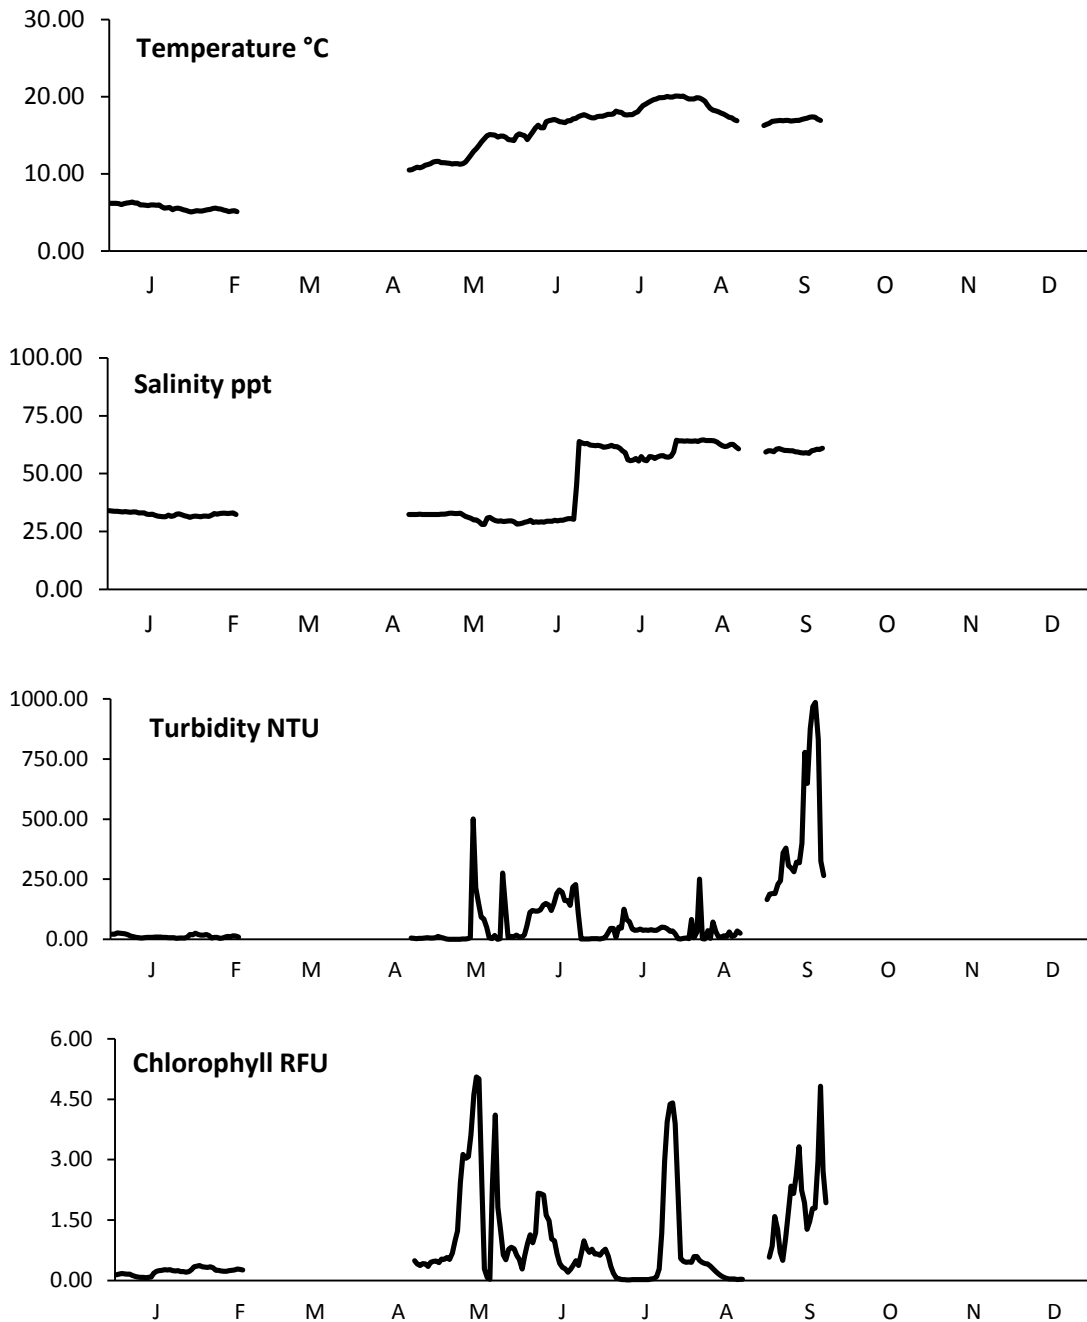 30.00
Temperature °C
20.00
10.00
0.00
J F M A M J J A S O N D
100.00
Salinity ppt
75.00
50.00
25.00
0.00
J F M A M J J A S O N D
1000.00
Turbidity NTU
750.00
500.00
250.00
0.00
J F M A M J J A S O N D
6.00
Chlorophyll RFU
4.50
3.00
1.50
0.00
J F M A M J J A S O N D